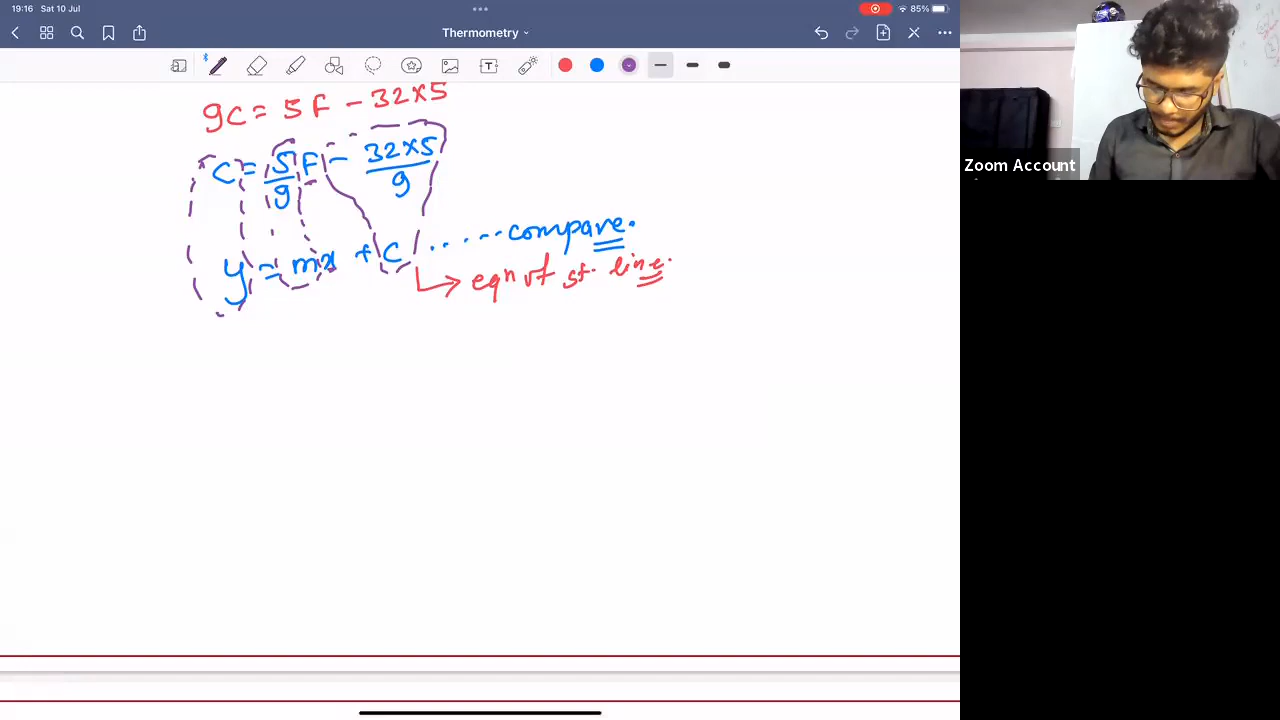 19:16 Sat 10 Jul
85%
Thermometry
9C = 5F - 32×5
C = 5/9 F - 32×5/9
y = mx + C ...... compare.
eqn of st. line.
Zoom Account